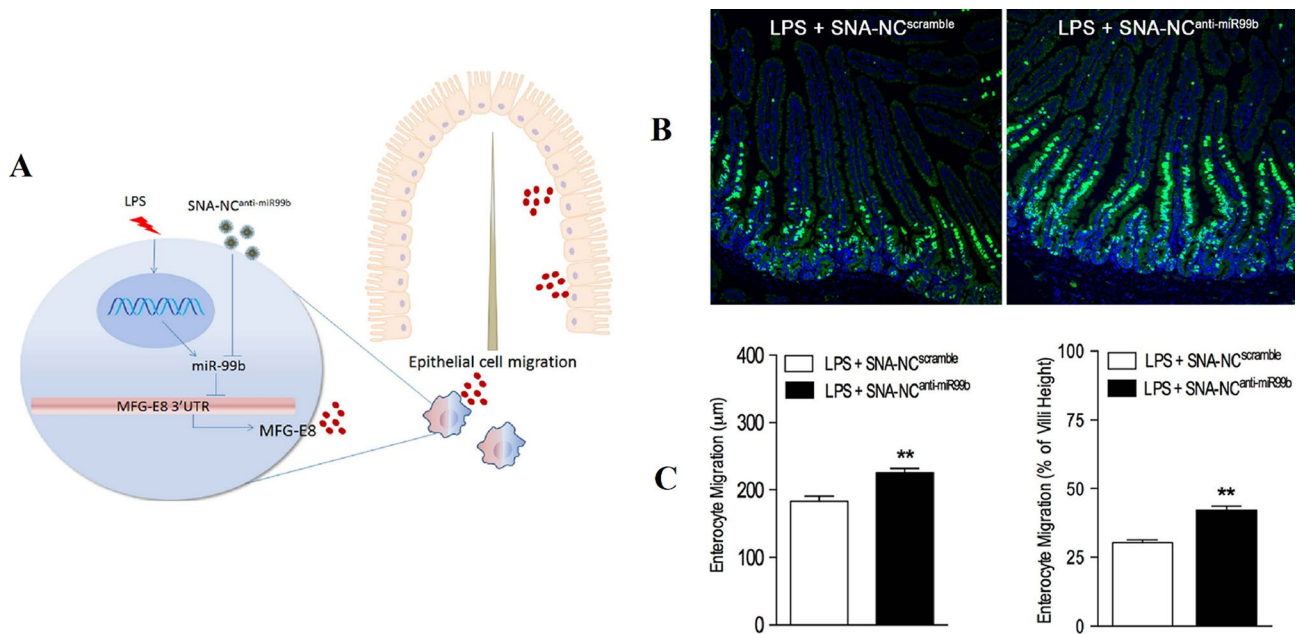 A
LPS
SNA-NCanti-miR99b
miR-99b
MFG-E8 3'UTR
MFG-E8
Epithelial cell migration
B
LPS + SNA-NCscramble
LPS + SNA-NCanti-miR99b
C
Enterocyte Migration (μm)
400
300
200
100
0
LPS + SNA-NCscramble
LPS + SNA-NCanti-miR99b
**
Enterocyte Migration (% of Villi Height)
100
75
50
25
0
LPS + SNA-NCscramble
LPS + SNA-NCanti-miR99b
**